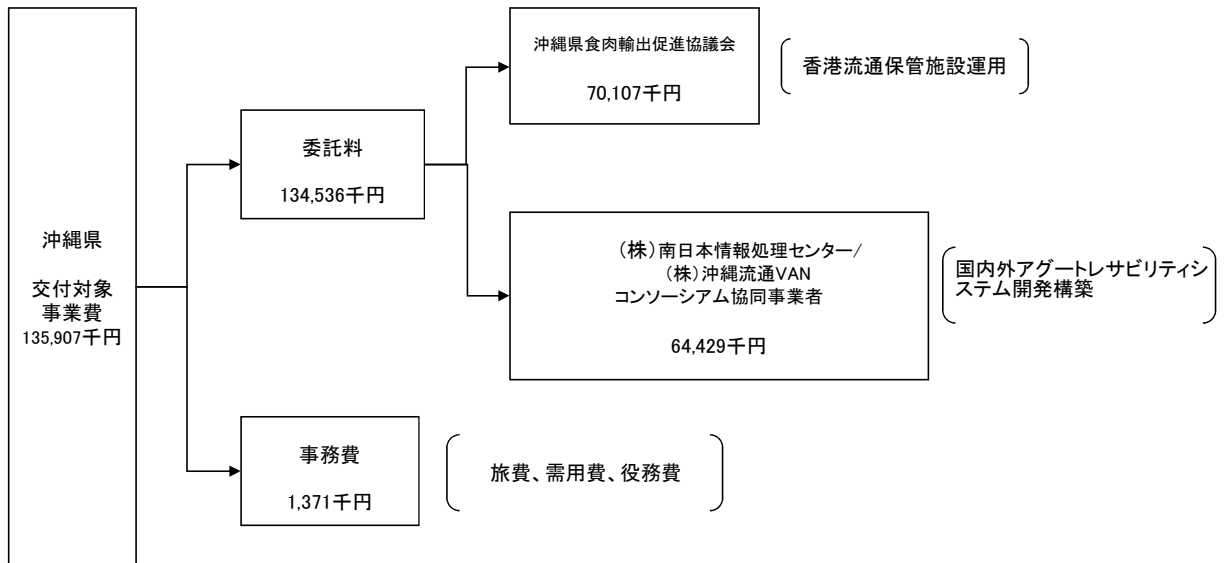 沖縄県
交付対象
事業費
135,907千円
委託料
134,536千円
沖縄県食肉輸出促進協議会
70,107千円
香港流通保管施設運用
（株）南日本情報処理センター/
（株）沖縄流通VAN
コンソーシアム協同事業者
64,429千円
国内外アグートレサビリティシ
ステム開発構築
事務費
1,371千円
旅費、需用費、役務費